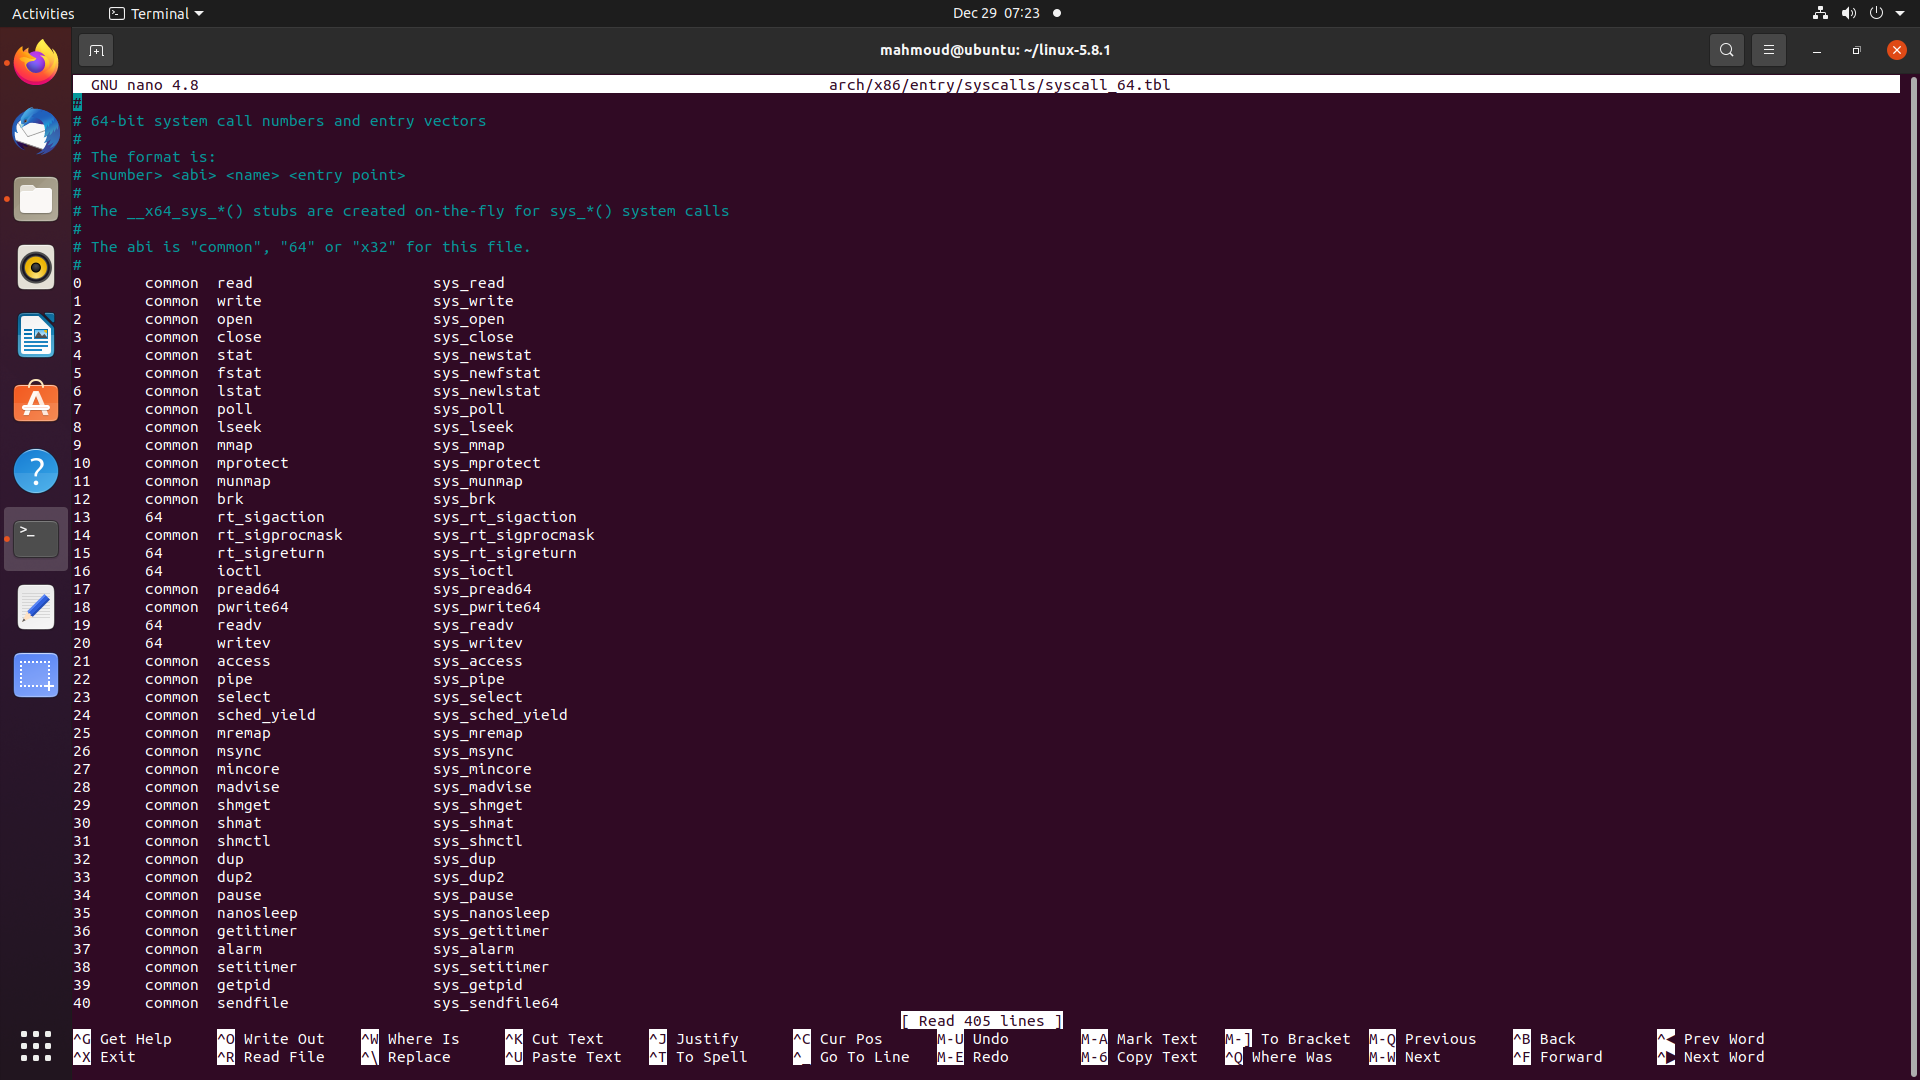 Activities Terminal Dec 29 07:23
mahmoud@ubuntu: ~/linux-5.8.1
GNU nano 4.8 arch/x86/entry/syscalls/syscall_64.tbl
#
# 64-bit system call numbers and entry vectors
#
# The format is:
# <number> <abi> <name> <entry point>
#
# The __x64_sys_*() stubs are created on-the-fly for sys_*() system calls
#
# The abi is "common", "64" or "x32" for this file.
#
0 common read sys_read
1 common write sys_write
2 common open sys_open
3 common close sys_close
4 common stat sys_newstat
5 common fstat sys_newfstat
6 common lstat sys_newlstat
7 common poll sys_poll
8 common lseek sys_lseek
9 common mmap sys_mmap
10 common mprotect sys_mprotect
11 common munmap sys_munmap
12 common brk sys_brk
13 64 rt_sigaction sys_rt_sigaction
14 common rt_sigprocmask sys_rt_sigprocmask
15 64 rt_sigreturn sys_rt_sigreturn
16 64 ioctl sys_ioctl
17 common pread64 sys_pread64
18 common pwrite64 sys_pwrite64
19 64 readv sys_readv
20 64 writev sys_writev
21 common access sys_access
22 common pipe sys_pipe
23 common select sys_select
24 common sched_yield sys_sched_yield
25 common mremap sys_mremap
26 common msync sys_msync
27 common mincore sys_mincore
28 common madvise sys_madvise
29 common shmget sys_shmget
30 common shmat sys_shmat
31 common shmctl sys_shmctl
32 common dup sys_dup
33 common dup2 sys_dup2
34 common pause sys_pause
35 common nanosleep sys_nanosleep
36 common getitimer sys_getitimer
37 common alarm sys_alarm
38 common setitimer sys_setitimer
39 common getpid sys_getpid
40 common sendfile sys_sendfile64
[ Read 405 lines ]
^G Get Help ^O Write Out ^W Where Is ^K Cut Text ^J Justify ^C Cur Pos M-U Undo M-A Mark Text M-] To Bracket M-Q Previous ^B Back ^◀ Prev Word
^X Exit ^R Read File ^\ Replace ^U Paste Text ^T To Spell ^_ Go To Line M-E Redo M-6 Copy Text ^Q Where Was M-W Next ^F Forward ^▶ Next Word